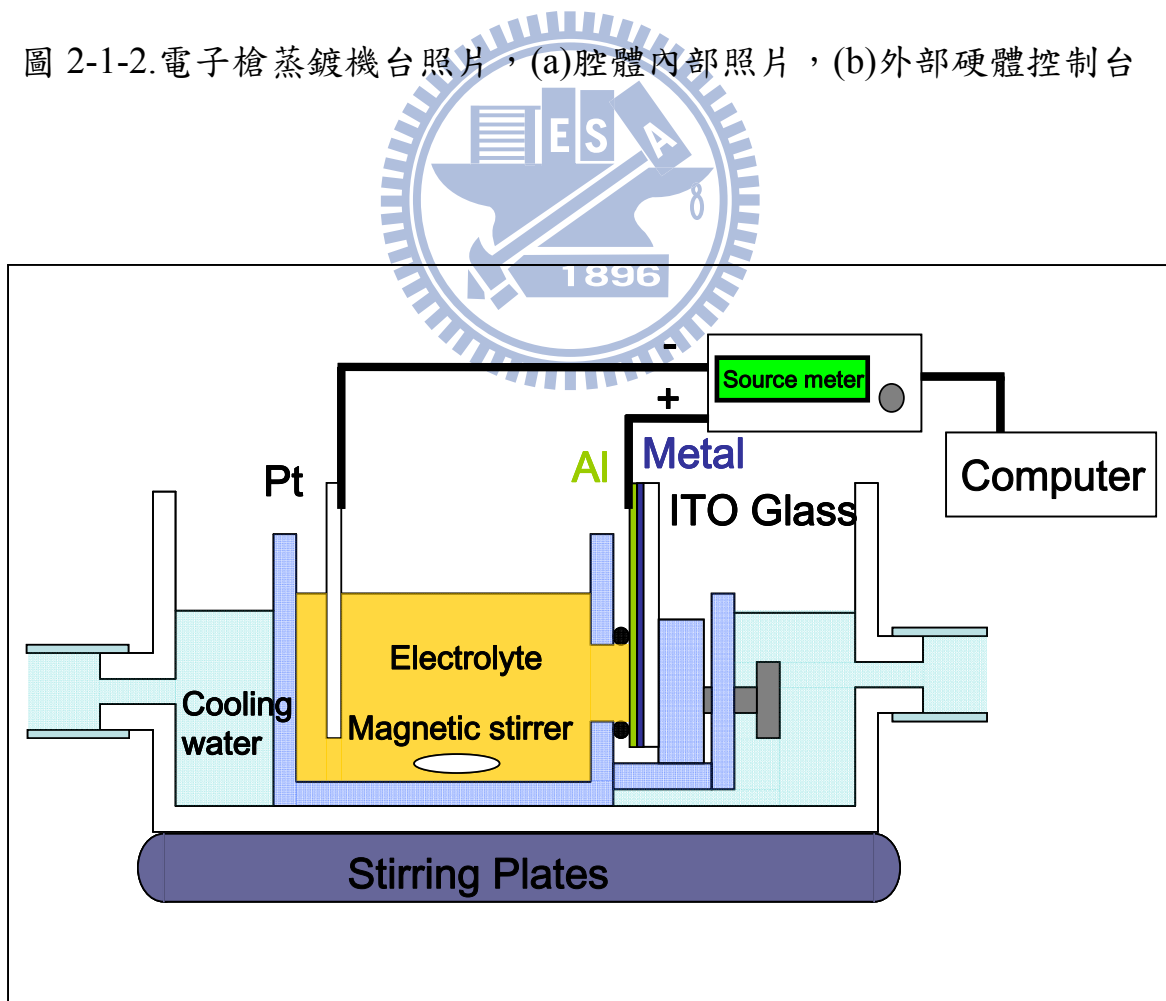 圖 2-1-2.電子槍蒸鍍機台照片，(a)腔體內部照片，(b)外部硬體控制台
E S A
1896
-
Source meter
+
Al
Metal
Pt
Computer
ITO Glass
Electrolyte
Cooling
water
Magnetic stirrer
Stirring Plates